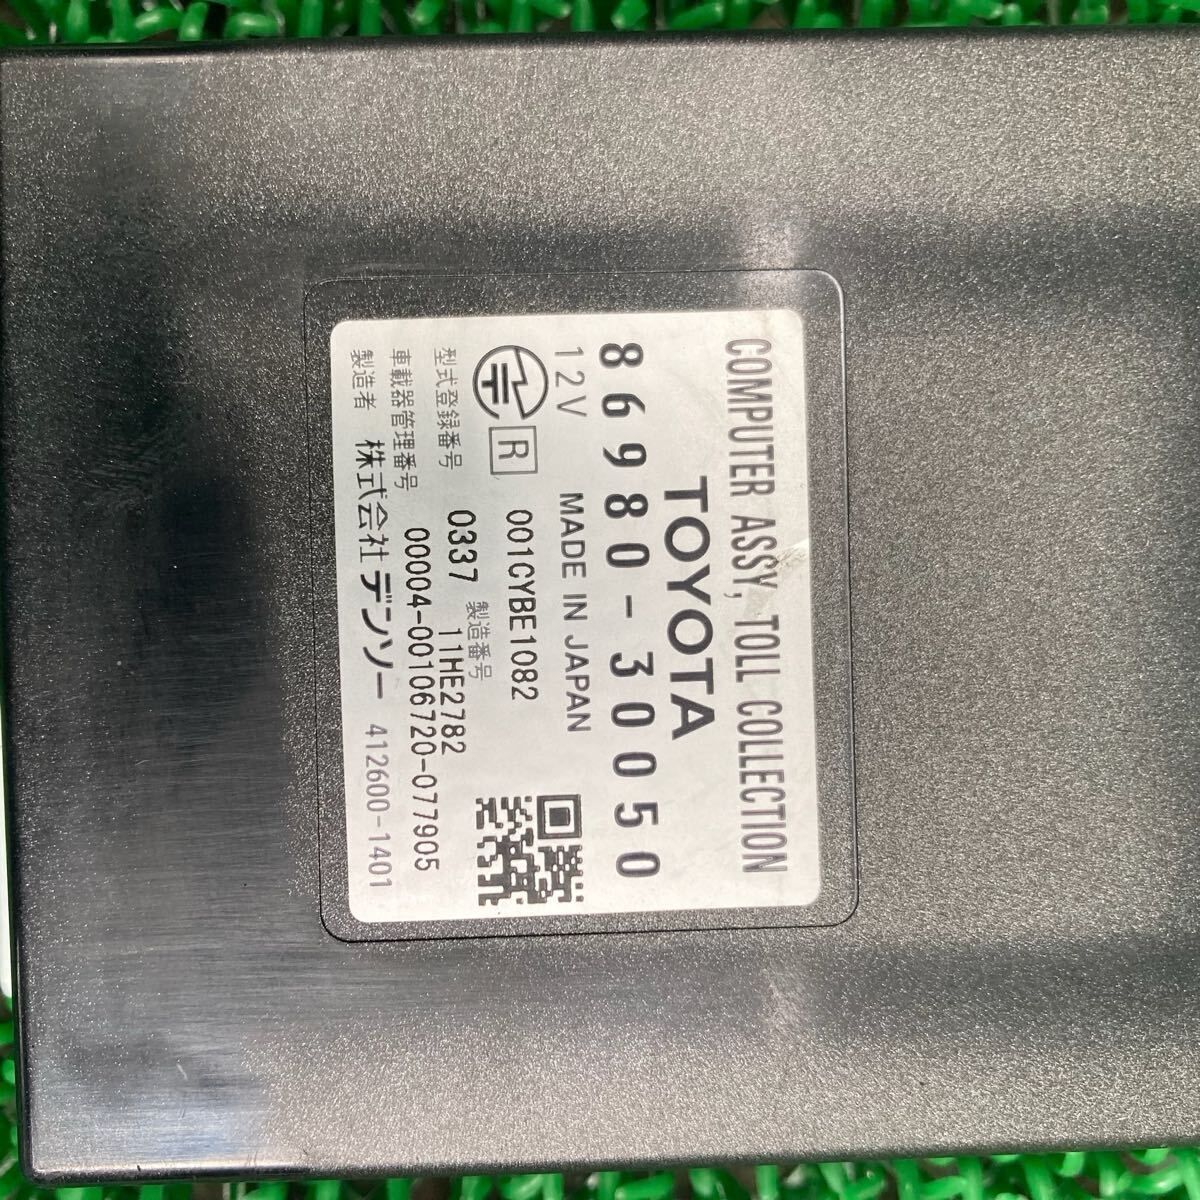 COMPUTER ASSY, TOLL COLLECTION
TOYOTA
86980-30050
12V MADE IN JAPAN
R 001CYBE1082
型式登録番号 0337 製造番号 11HE2782
車載器管理番号 00004-00106720-077905
製造者 株式会社デンソー 412600-1401